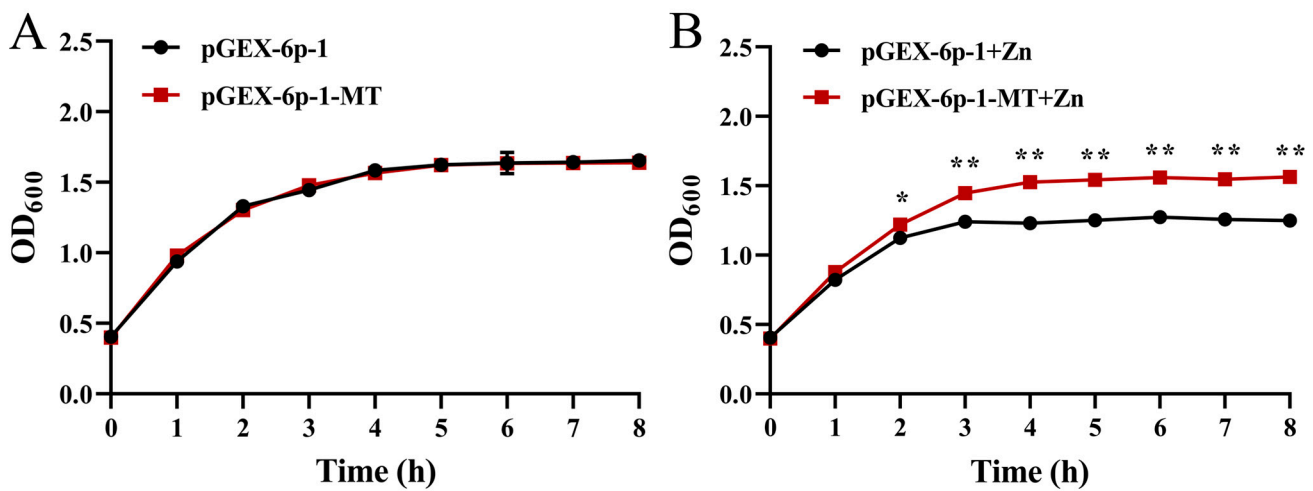 A
pGEX-6p-1
pGEX-6p-1-MT
OD600
2.5
2.0
1.5
1.0
0.5
0.0
0 1 2 3 4 5 6 7 8
Time (h)
B
pGEX-6p-1+Zn
pGEX-6p-1-MT+Zn
OD600
2.5
2.0
1.5
1.0
0.5
0.0
* ** ** ** ** ** **
0 1 2 3 4 5 6 7 8
Time (h)